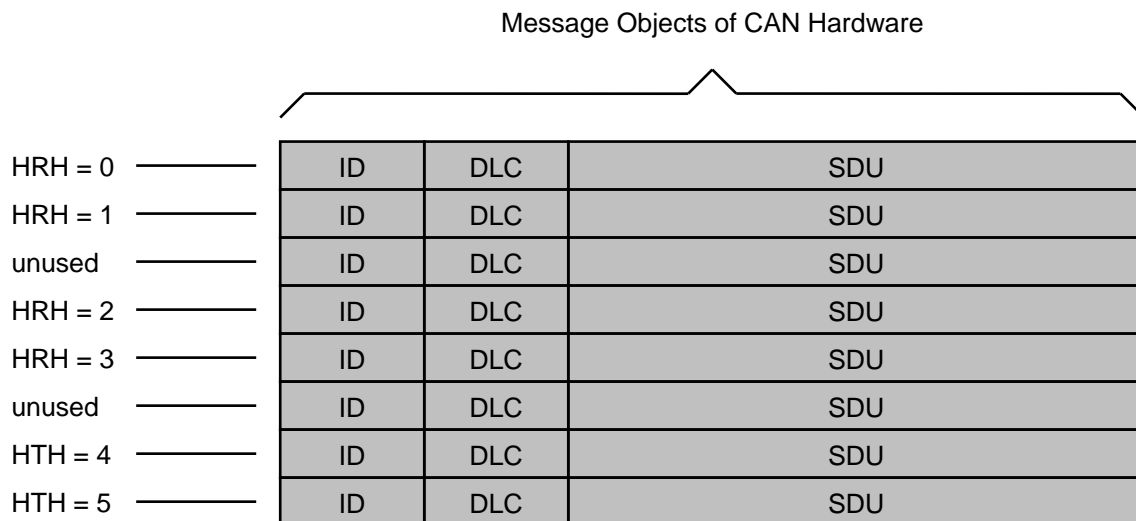 Message Objects of CAN Hardware
HRH = 0 ID DLC SDU
HRH = 1 ID DLC SDU
unused ID DLC SDU
HRH = 2 ID DLC SDU
HRH = 3 ID DLC SDU
unused ID DLC SDU
HTH = 4 ID DLC SDU
HTH = 5 ID DLC SDU